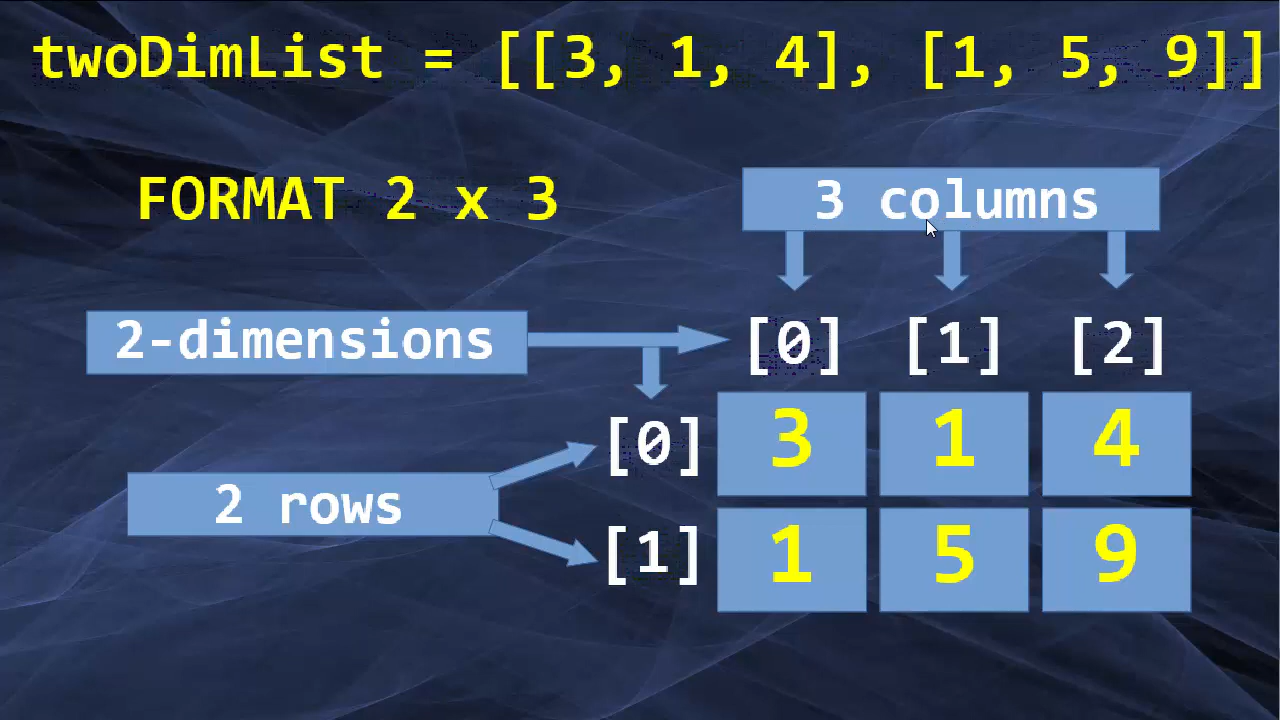 twoDimList = [[3, 1, 4], [1, 5, 9]]
FORMAT 2 x 3
3 columns
2-dimensions
[0] [1] [2]
[0] 3 1 4
2 rows
[1] 1 5 9